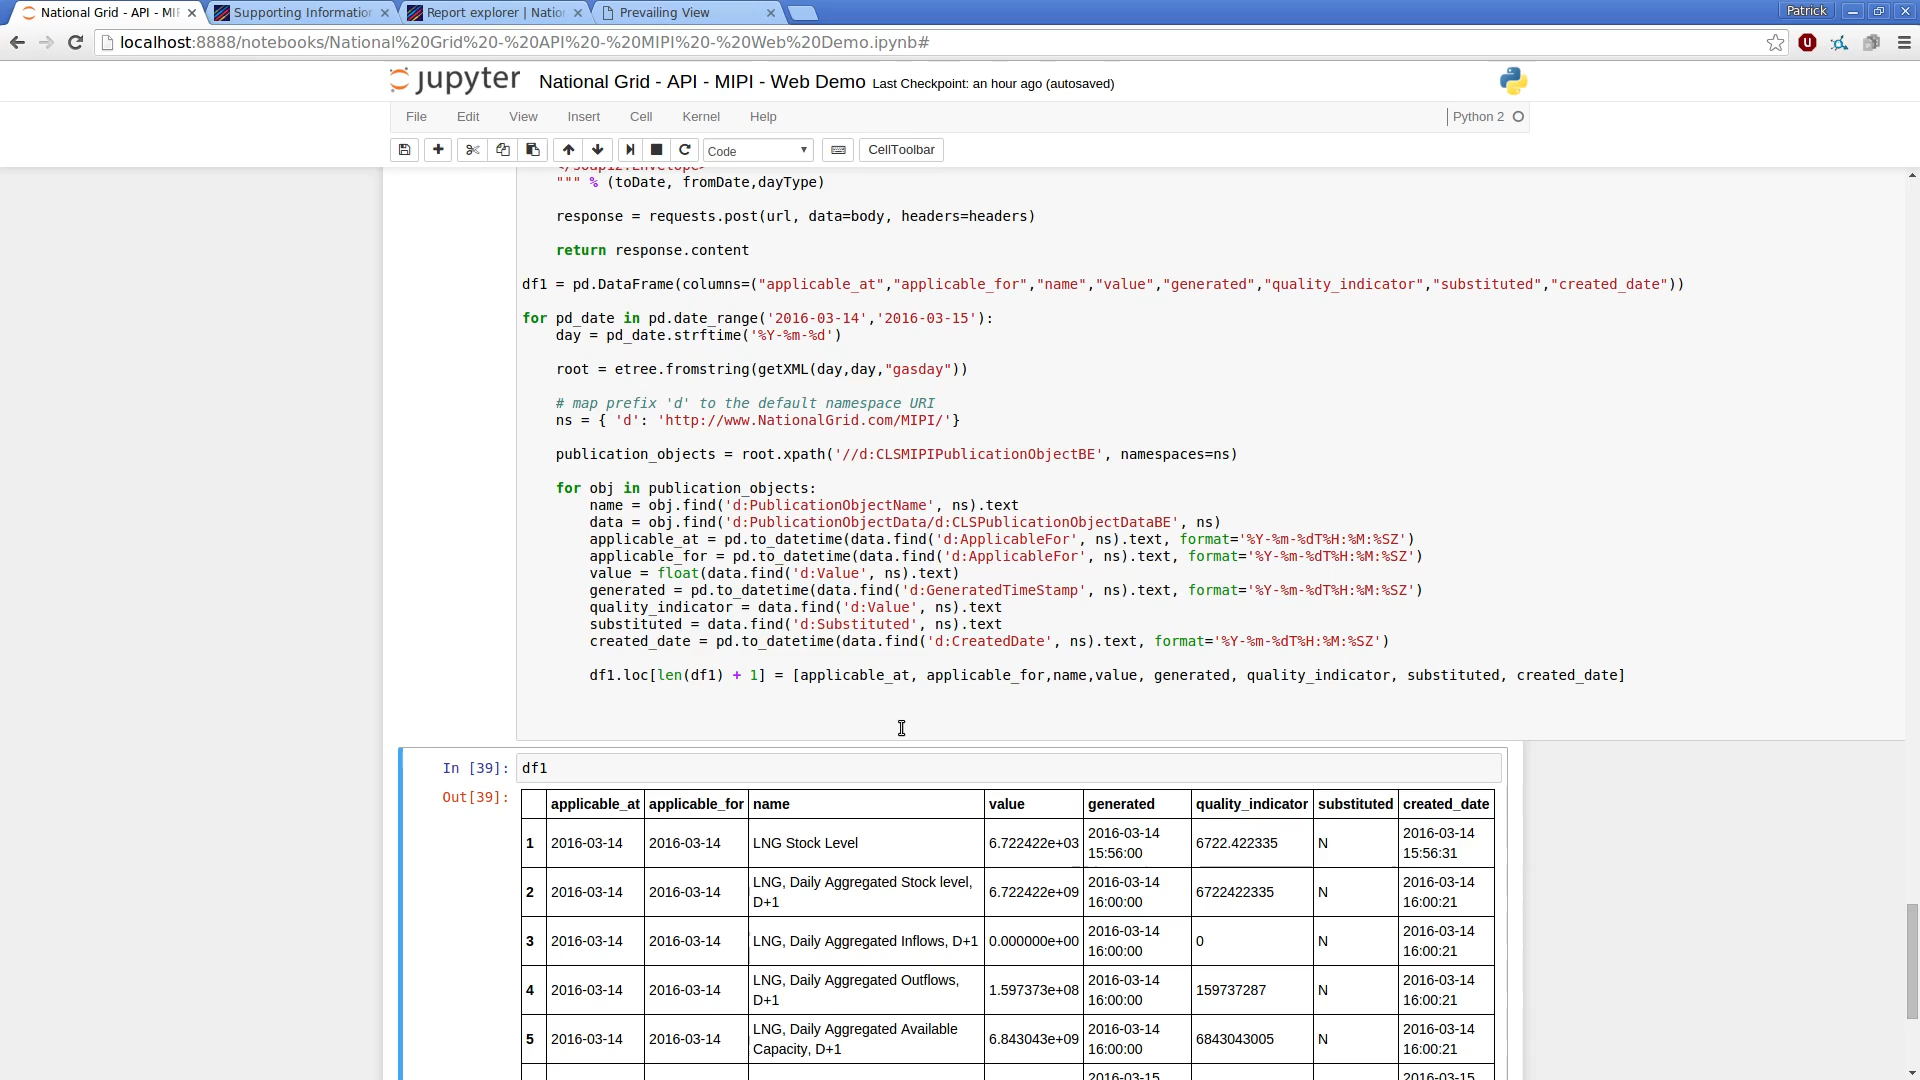 National Grid - API - MI
Supporting Information
Report explorer | Natio
Prevailing View
Patrick
localhost:8888/notebooks/National%20Grid%20-%20API%20-%20MIPI%20-%20Web%20Demo.ipynb#
jupyter National Grid - API - MIPI - Web Demo Last Checkpoint: an hour ago (autosaved)
File Edit View Insert Cell Kernel Help Python 2
Code CellToolbar
</soap12:Envelope>
""" % (toDate, fromDate,dayType)
response = requests.post(url, data=body, headers=headers)
return response.content
df1 = pd.DataFrame(columns=("applicable_at","applicable_for","name","value","generated","quality_indicator","substituted","created_date"))
for pd_date in pd.date_range('2016-03-14','2016-03-15'):
day = pd_date.strftime('%Y-%m-%d')
root = etree.fromstring(getXML(day,day,"gasday"))
# map prefix 'd' to the default namespace URI
ns = { 'd': 'http://www.NationalGrid.com/MIPI/'}
publication_objects = root.xpath('//d:CLSMIPIPublicationObjectBE', namespaces=ns)
for obj in publication_objects:
name = obj.find('d:PublicationObjectName', ns).text
data = obj.find('d:PublicationObjectData/d:CLSPublicationObjectDataBE', ns)
applicable_at = pd.to_datetime(data.find('d:ApplicableFor', ns).text, format='%Y-%m-%dT%H:%M:%SZ')
applicable_for = pd.to_datetime(data.find('d:ApplicableFor', ns).text, format='%Y-%m-%dT%H:%M:%SZ')
value = float(data.find('d:Value', ns).text)
generated = pd.to_datetime(data.find('d:GeneratedTimeStamp', ns).text, format='%Y-%m-%dT%H:%M:%SZ')
quality_indicator = data.find('d:Value', ns).text
substituted = data.find('d:Substituted', ns).text
created_date = pd.to_datetime(data.find('d:CreatedDate', ns).text, format='%Y-%m-%dT%H:%M:%SZ')
df1.loc[len(df1) + 1] = [applicable_at, applicable_for,name,value, generated, quality_indicator, substituted, created_date]
In [39]: df1
Out[39]:
applicable_at applicable_for name value generated quality_indicator substituted created_date
1 2016-03-14 2016-03-14 LNG Stock Level 6.722422e+03 2016-03-14 15:56:00 6722.422335 N 2016-03-14 15:56:31
2 2016-03-14 2016-03-14 LNG, Daily Aggregated Stock level, D+1 6.722422e+09 2016-03-14 16:00:00 6722422335 N 2016-03-14 16:00:21
3 2016-03-14 2016-03-14 LNG, Daily Aggregated Inflows, D+1 0.000000e+00 2016-03-14 16:00:00 0 N 2016-03-14 16:00:21
4 2016-03-14 2016-03-14 LNG, Daily Aggregated Outflows, D+1 1.597373e+08 2016-03-14 16:00:00 159737287 N 2016-03-14 16:00:21
5 2016-03-14 2016-03-14 LNG, Daily Aggregated Available Capacity, D+1 6.843043e+09 2016-03-14 16:00:00 6843043005 N 2016-03-14 16:00:21
2016-03-15 2016-03-15